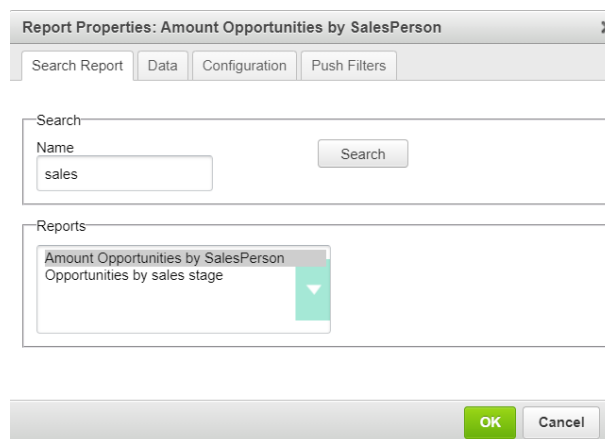 Report Properties: Amount Opportunities by SalesPerson
Search Report Data Configuration Push Filters
Search
Name
Search
sales
Reports
Amount Opportunities by SalesPerson
Opportunities by sales stage
OK Cancel